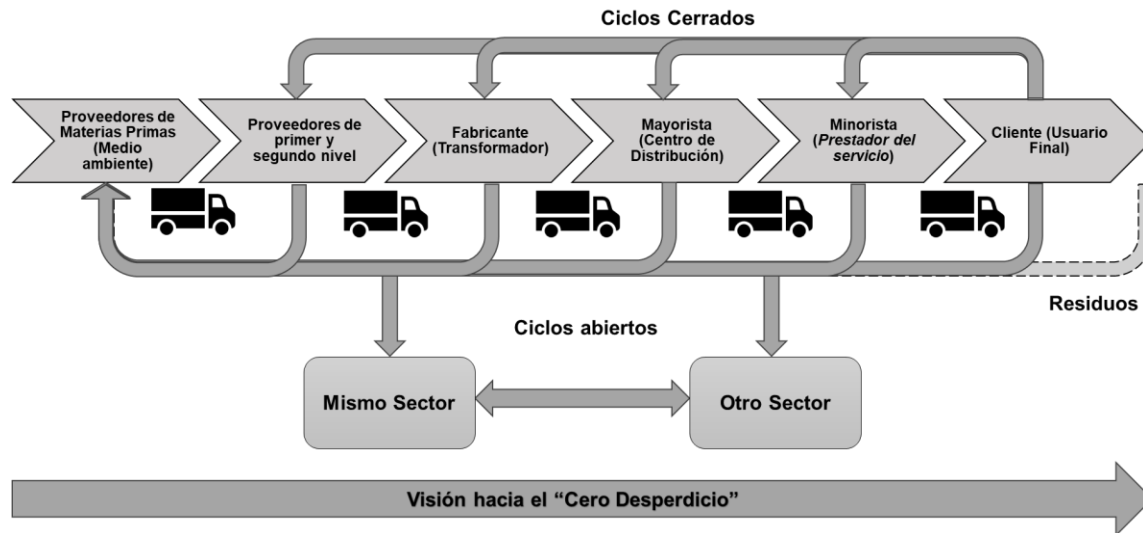 Ciclos Cerrados
Proveedores de
Materias Primas
(Medio
ambiente)
Proveedores de
primer y
segundo nivel
Fabricante
(Transformador)
Mayorista
(Centro de
Distribución)
Minorista
(Prestador del
servicio)
Cliente (Usuario
Final)
Residuos
Ciclos abiertos
Mismo Sector
Otro Sector
Visión hacia el “Cero Desperdicio”